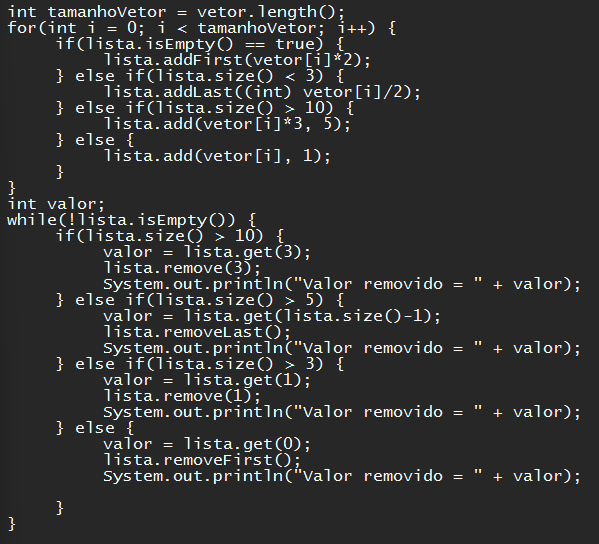 int tamanhoVetor = vetor.length();
for(int i = 0; i < tamanhoVetor; i++) {
     if(lista.isEmpty() == true) {
          lista.addFirst(vetor[i]*2);
     } else if(lista.size() < 3) {
          lista.addLast((int) vetor[i]/2);
     } else if(lista.size() > 10) {
          lista.add(vetor[i]*3, 5);
     } else {
          lista.add(vetor[i], 1);
     }
}
int valor;
while(!lista.isEmpty()) {
     if(lista.size() > 10) {
          valor = lista.get(3);
          lista.remove(3);
          System.out.println("Valor removido = " + valor);
     } else if(lista.size() > 5) {
          valor = lista.get(lista.size()-1);
          lista.removeLast();
          System.out.println("Valor removido = " + valor);
     } else if(lista.size() > 3) {
          valor = lista.get(1);
          lista.remove(1);
          System.out.println("Valor removido = " + valor);
     } else {
          valor = lista.get(0);
          lista.removeFirst();
          System.out.println("Valor removido = " + valor);
     }
}